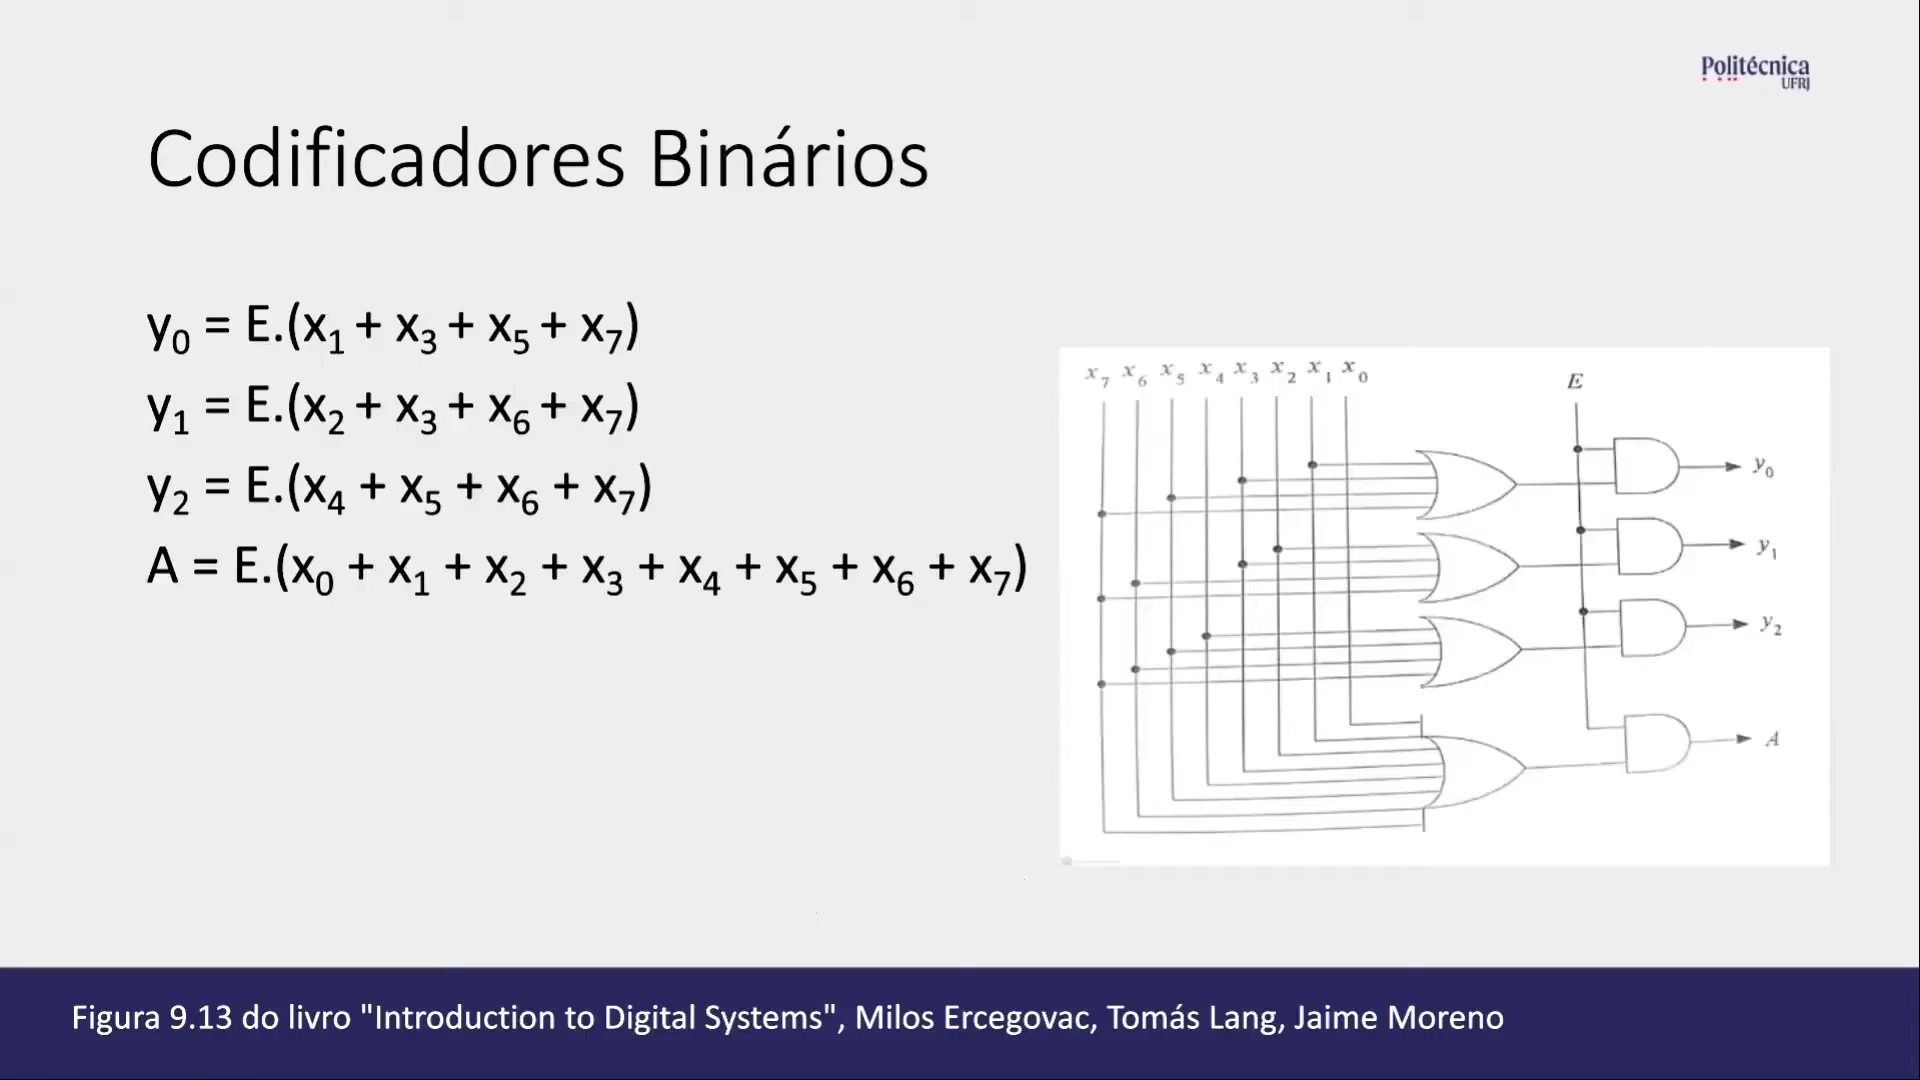 Politécnica
UFRJ
Codificadores Binários
y₀ = E.(x₁ + x₃ + x₅ + x₇)
y₁ = E.(x₂ + x₃ + x₆ + x₇)
y₂ = E.(x₄ + x₅ + x₆ + x₇)
A = E.(x₀ + x₁ + x₂ + x₃ + x₄ + x₅ + x₆ + x₇)
x₇ x₆ x₅ x₄ x₃ x₂ x₁ x₀
E
y₀
y₁
y₂
A
Figura 9.13 do livro "Introduction to Digital Systems", Milos Ercegovac, Tomás Lang, Jaime Moreno